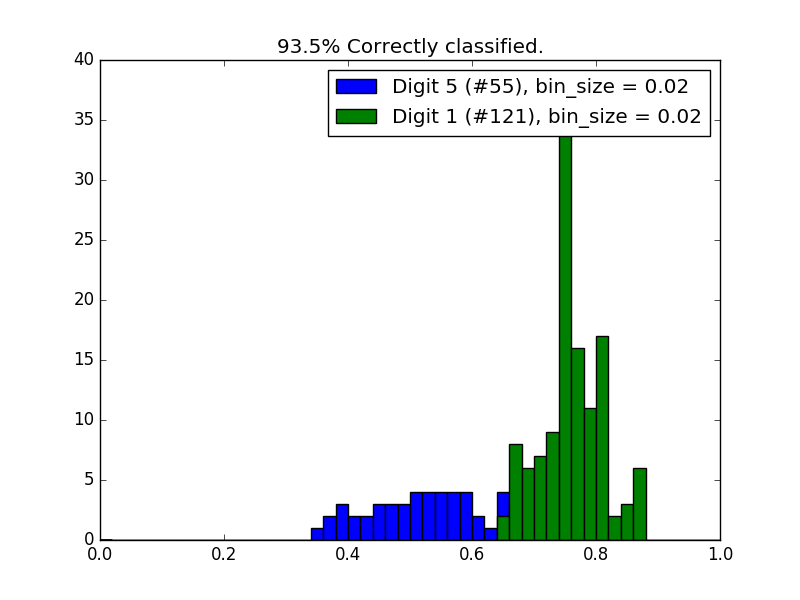 93.5% Correctly classified.
Digit 5 (#55), bin_size = 0.02
Digit 1 (#121), bin_size = 0.02
40
35
30
25
20
15
10
5
0
0.0 0.2 0.4 0.6 0.8 1.0